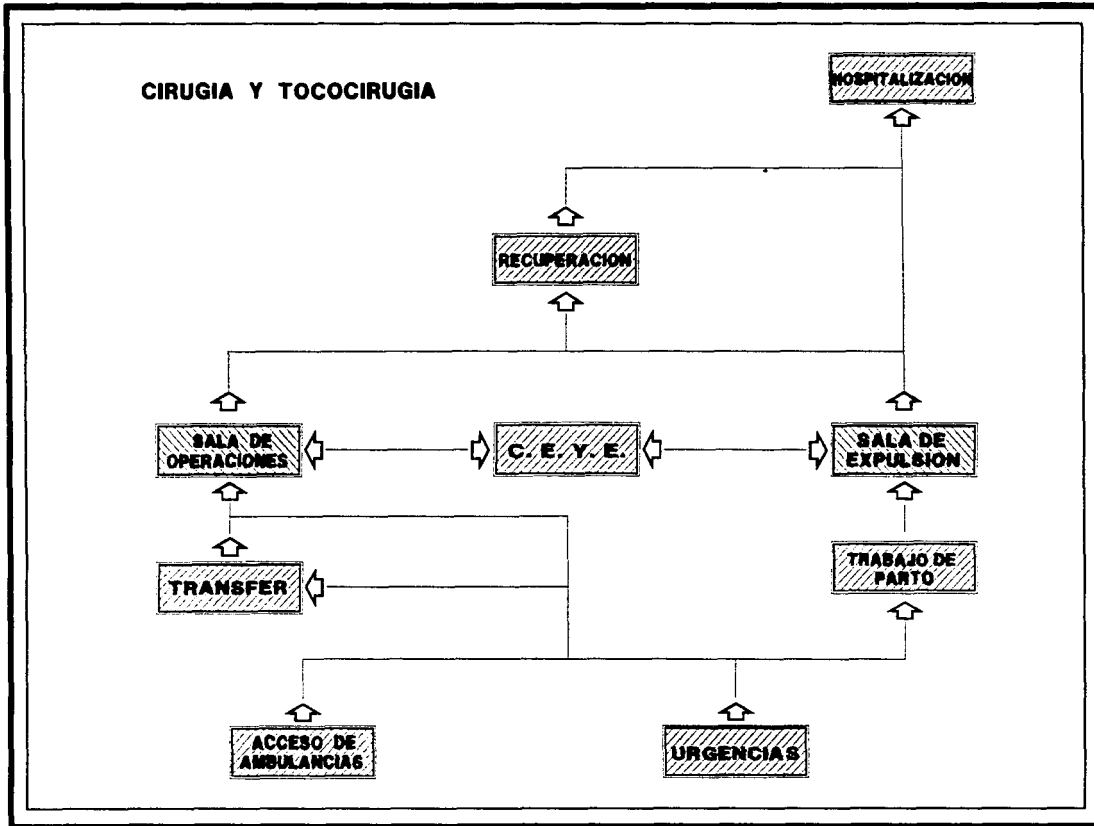 CIRUGIA Y TOCOCIRUGIA
HOSPITALIZACION
RECUPERACION
SALA DE
OPERACIONES
C. E. Y. E.
SALA DE
EXPULSION
TRANSFER
TRABAJO DE
PARTO
ACCESO DE
AMBULANCIAS
URGENCIAS